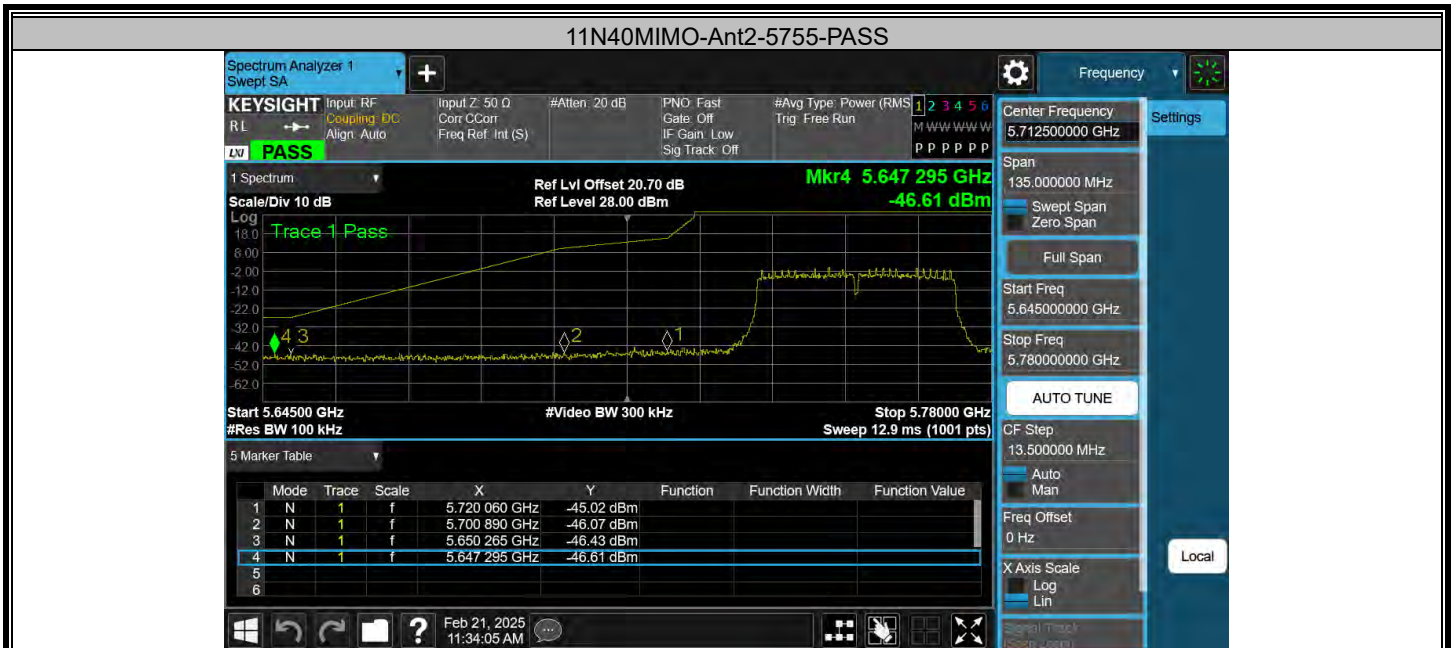 11N40MIMO-Ant2-5755-PASS
Spectrum Analyzer 1
Swept SA
Frequency
KEYSIGHT
RL
LXI PASS
Input: RF
Coupling: DC
Align: Auto
Input Z: 50 Ω
Corr CCorr
Freq Ref: Int (S)
#Atten: 20 dB
PNO: Fast
Gate: Off
IF Gain: Low
Sig Track: Off
#Avg Type: Power (RMS
Trig: Free Run
1 2 3 4 5 6
M W W W W W
P P P P P P
1 Spectrum
Scale/Div 10 dB
Ref Lvl Offset 20.70 dB
Ref Level 28.00 dBm
Mkr4 5.647 295 GHz
-46.61 dBm
Log
Trace 1 Pass
18.0
8.00
-2.00
-12.0
-22.0
-32.0
-42.0
-52.0
-62.0
4 3
2
1
Start 5.64500 GHz
#Video BW 300 kHz
Stop 5.78000 GHz
#Res BW 100 kHz
Sweep 12.9 ms (1001 pts)
5 Marker Table
Mode Trace Scale X Y Function Function Width Function Value
1 N 1 f 5.720 060 GHz -45.02 dBm
2 N 1 f 5.700 890 GHz -46.07 dBm
3 N 1 f 5.650 265 GHz -46.43 dBm
4 N 1 f 5.647 295 GHz -46.61 dBm
5
6
Feb 21, 2025
11:34:05 AM
?
Center Frequency
5.712500000 GHz
Settings
Span
135.000000 MHz
Swept Span
Zero Span
Full Span
Start Freq
5.645000000 GHz
Stop Freq
5.780000000 GHz
AUTO TUNE
CF Step
13.500000 MHz
Auto
Man
Freq Offset
0 Hz
X Axis Scale
Log
Lin
Local
Signal Track